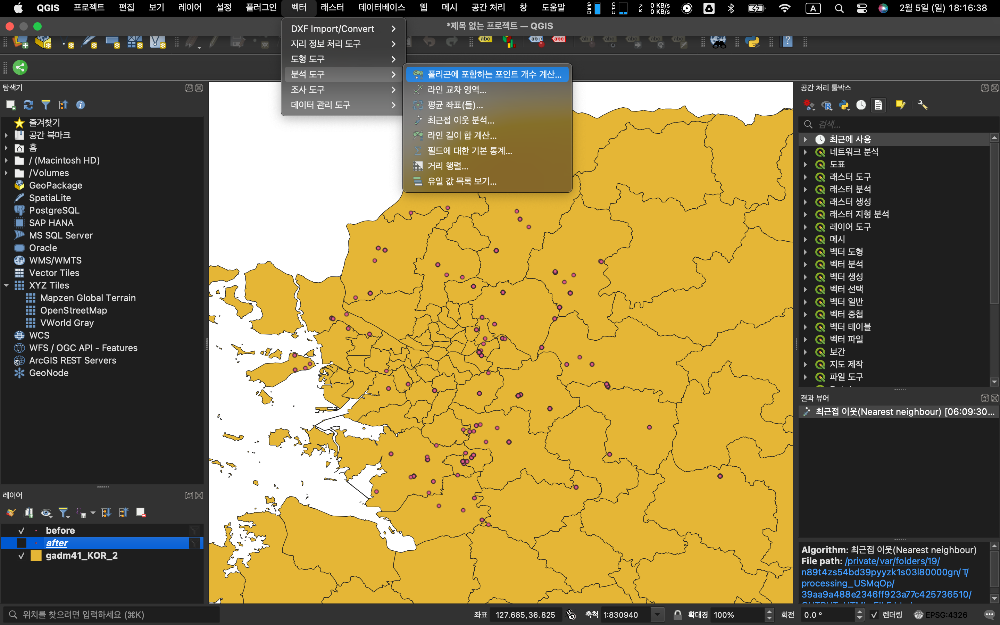 QGIS 프로젝트 편집 보기 레이어 설정 플러그인 벡터 래스터 데이터베이스 웹 메시 공간 처리 창 도움말
SSD CPU 0 KB/s 0 KB/s A 2월 5일 (일) 18:16:38
*제목 없는 프로젝트 — QGIS
DXF Import/Convert
지리 정보 처리 도구
도형 도구
분석 도구
조사 도구
데이터 관리 도구
폴리곤에 포함하는 포인트 개수 계산...
라인 교차 영역...
평균 좌표(들)...
최근접 이웃 분석...
라인 길이 합 계산...
필드에 대한 기본 통계...
거리 행렬...
유일 값 목록 보기...
abc abc abc abc abc abc abc
탐색기
즐겨찾기
공간 북마크
홈
/ (Macintosh HD)
/Volumes
GeoPackage
SpatiaLite
PostgreSQL
SAP HANA
MS SQL Server
Oracle
WMS/WMTS
Vector Tiles
XYZ Tiles
Mapzen Global Terrain
OpenStreetMap
VWorld Gray
WCS
WFS / OGC API - Features
ArcGIS REST Servers
GeoNode
레이어
before
after
gadm41_KOR_2
공간 처리 툴박스
검색...
최근에 사용
네트워크 분석
도표
래스터 도구
래스터 분석
래스터 생성
래스터 지형 분석
레이어 도구
메시
벡터 도형
벡터 분석
벡터 생성
벡터 선택
벡터 일반
벡터 중첩
벡터 테이블
벡터 파일
보간
지도 제작
파일 도구
결과 뷰어
최근접 이웃(Nearest neighbour) [06:09:30...
Algorithm: 최근접 이웃(Nearest neighbour)
File path: /private/var/folders/19/
n89t4zs54bd39pyyzk1s03l80000gn/T/
processing_USMqOp/
39aa9a488e2346ff923a77c425736510/
위치를 찾으려면 입력하세요 (⌘K)
좌표 127.685,36.825 축척 1:830940 확대경 100% 회전 0.0 ° 렌더링 EPSG:4326